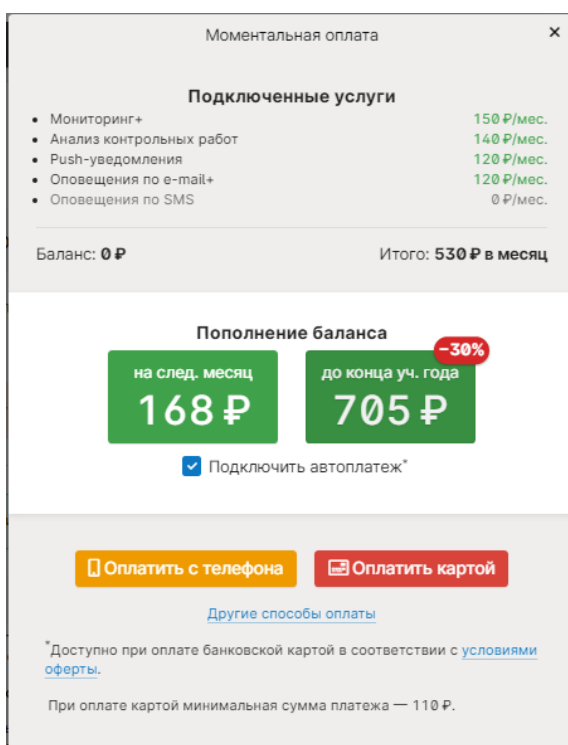 Моментальная оплата ×
Подключенные услуги
• Мониторинг+ 150 ₽/мес.
• Анализ контрольных работ 140 ₽/мес.
• Push-уведомления 120 ₽/мес.
• Оповещения по e-mail+ 120 ₽/мес.
• Оповещения по SMS 0 ₽/мес.
Баланс: 0 ₽ Итого: 530 ₽ в месяц
Пополнение баланса
−30%
на след. месяц до конца уч. года
168 ₽ 705 ₽
Подключить автоплатеж*
Оплатить с телефона Оплатить картой
Другие способы оплаты
*Доступно при оплате банковской картой в соответствии с условиями
оферты.
При оплате картой минимальная сумма платежа — 110 ₽.